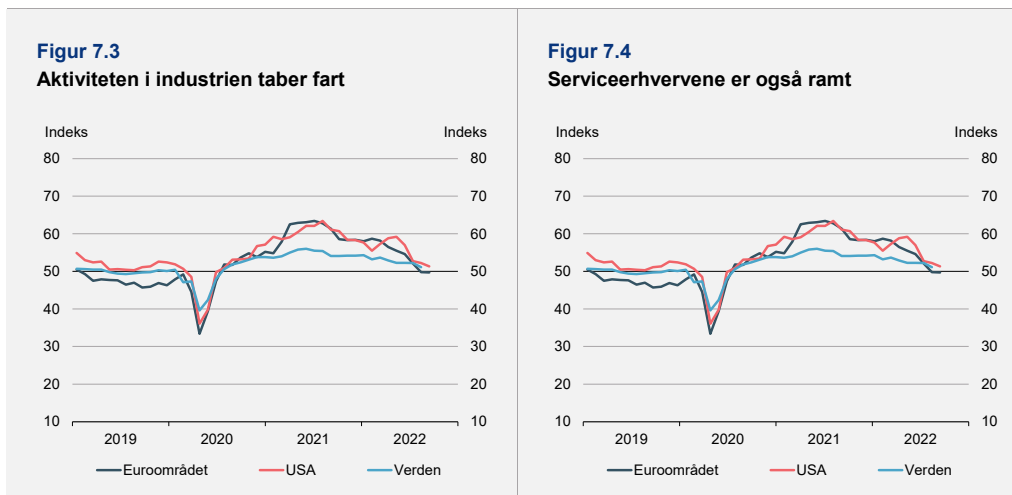 Figur 7.3
Aktiviteten i industrien taber fart
Indeks Indeks
80 80
70 70
60 60
50 50
40 40
30 30
20 20
10 10
2019 2020 2021 2022
Euroområdet USA Verden
Figur 7.4
Serviceerhvervene er også ramt
Indeks Indeks
80 80
70 70
60 60
50 50
40 40
30 30
20 20
10 10
2019 2020 2021 2022
Euroområdet USA Verden